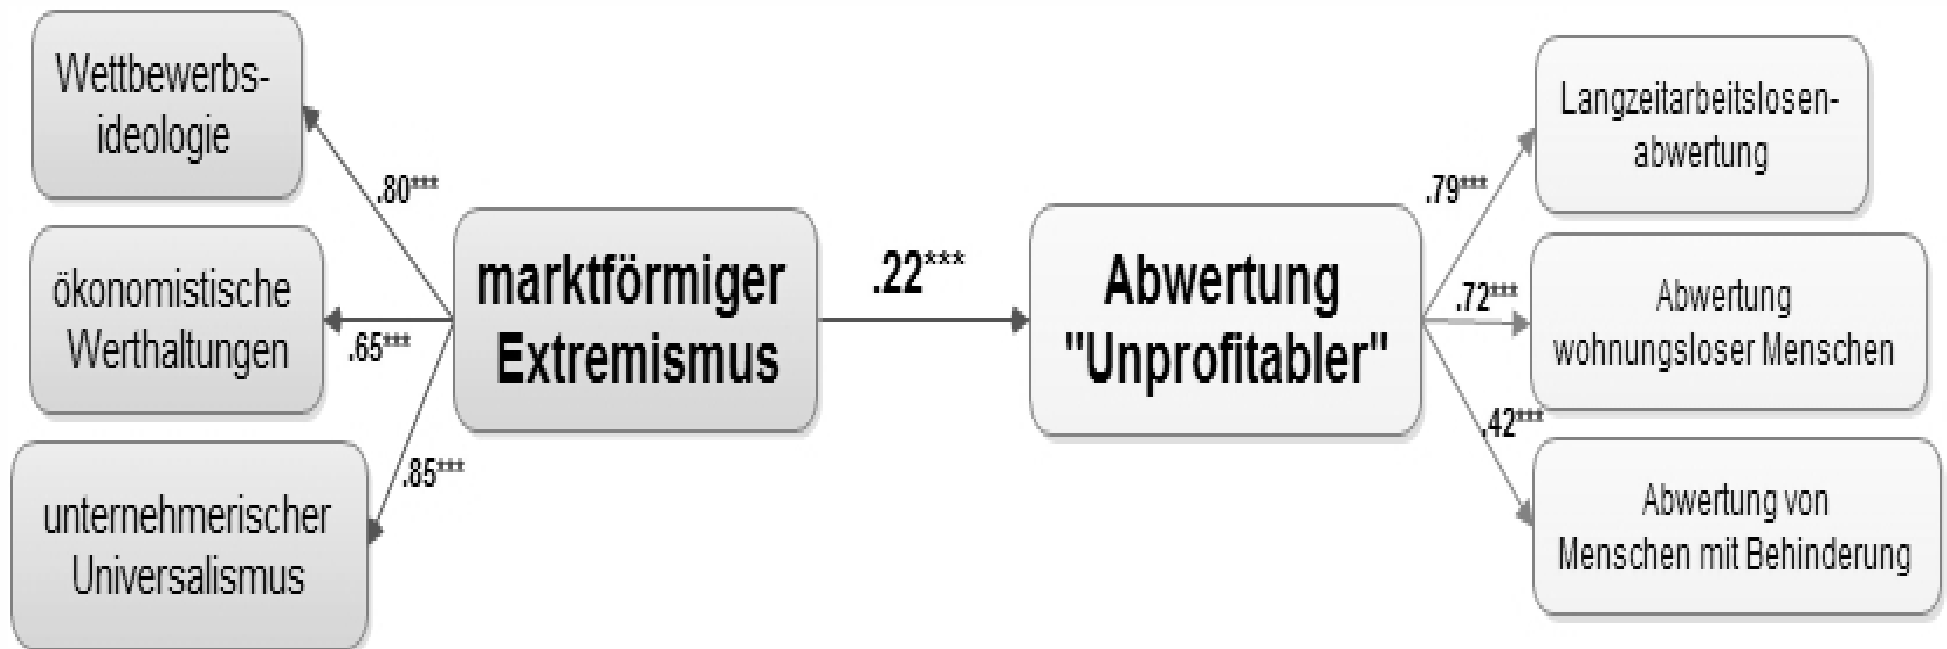 Wettbewerbs-
ideologie
.80***
ökonomistische
Werthaltungen
.65***
unternehmerischer
Universalismus
.85***
marktförmiger
Extremismus
.22***
Abwertung
"Unprofitabler"
.79***
Langzeitarbeitslosen-
abwertung
.72***
Abwertung
wohnungsloser Menschen
.42***
Abwertung von
Menschen mit Behinderung